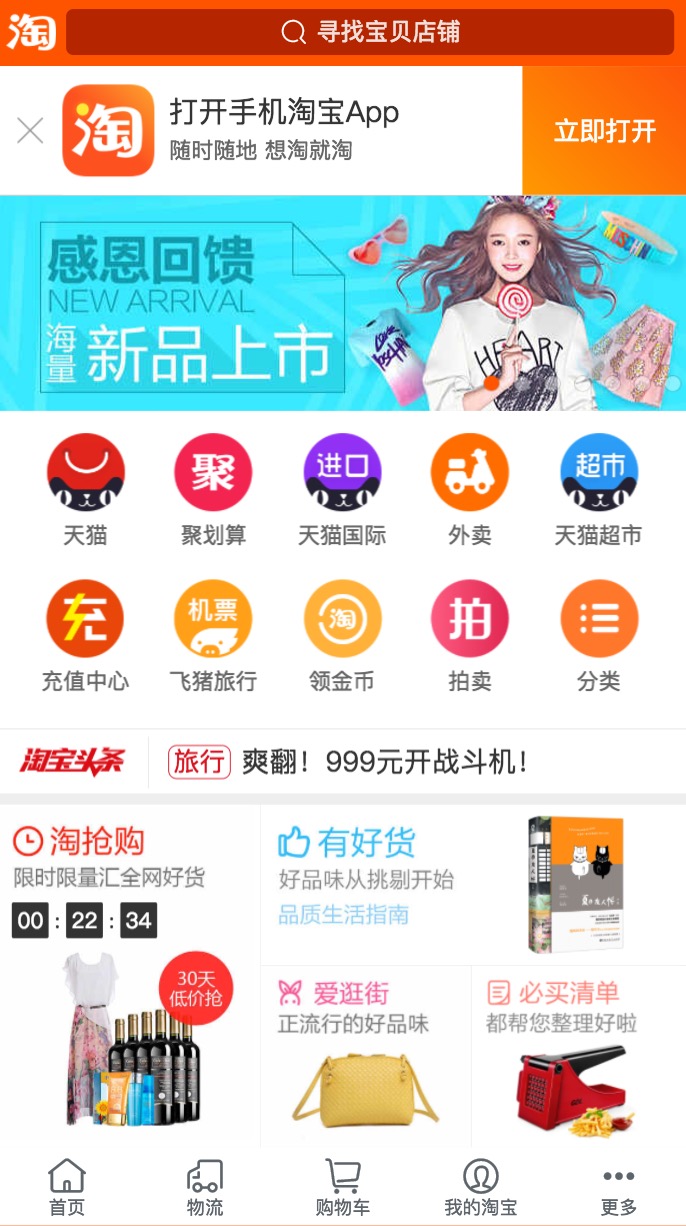 淘
寻找宝贝店铺
淘
打开手机淘宝App
随时随地 想淘就淘
立即打开
感恩回馈
NEW ARRIVAL
海量
新品上市
HEART
聚
进口
超市
天猫
聚划算
天猫国际
外卖
天猫超市
充
机票
淘
拍
充值中心
飞猪旅行
领金币
拍卖
分类
淘宝头条
旅行
爽翻！999元开战斗机！
淘抢购
限时限量汇全网好货
00 : 22 : 34
30天
低价抢
有好货
好品味从挑剔开始
品质生活指南
夏目友人帐
爱逛街
正流行的好品味
必买清单
都帮您整理好啦
首页
物流
购物车
我的淘宝
更多